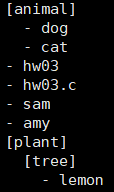 [animal]
  - dog
  - cat
- hw03
- hw03.c
- sam
- amy
[plant]
  [tree]
    - lemon